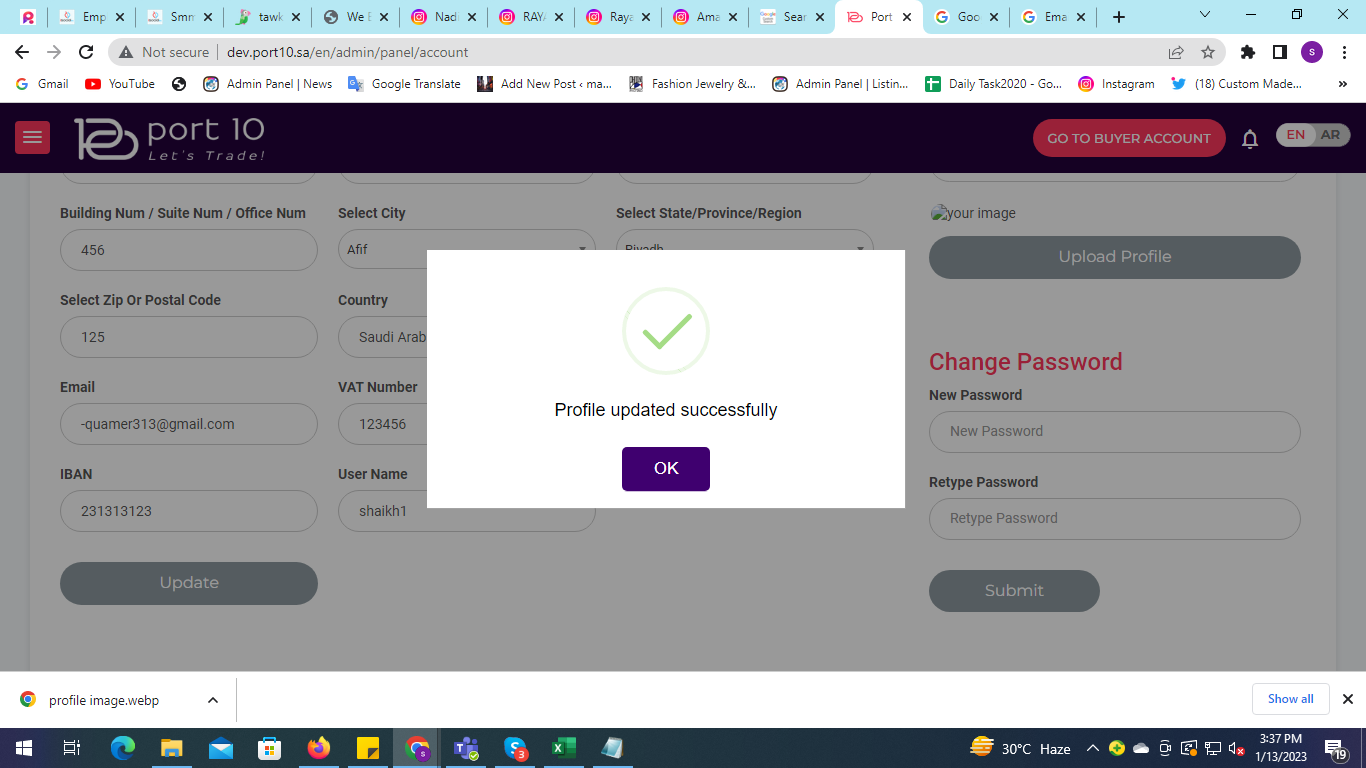 Emp
Smn
tawk
We E
Nadi
RAYA
Raya
Ama
Sear
Port
Goo
Ema
Not secure
dev.port10.sa/en/admin/panel/account
S
Gmail
YouTube
Admin Panel | News
Google Translate
Add New Post ‹ ma...
Fashion Jewelry &...
Admin Panel | Listin...
Daily Task2020 - Go...
Instagram
(18) Custom Made...
»
port 10
Let's Trade!
GO TO BUYER ACCOUNT
EN AR
Building Num / Suite Num / Office Num
Select City
Select State/Province/Region
your image
456
Afif
Riyadh
Upload Profile
Select Zip Or Postal Code
Country
125
Saudi Arab
Change Password
Email
VAT Number
New Password
-quamer313@gmail.com
123456
New Password
Profile updated successfully
OK
IBAN
User Name
Retype Password
231313123
shaikh1
Retype Password
Update
Submit
profile image.webp
Show all
S
3
30°C Haze
3:37 PM
1/13/2023
19